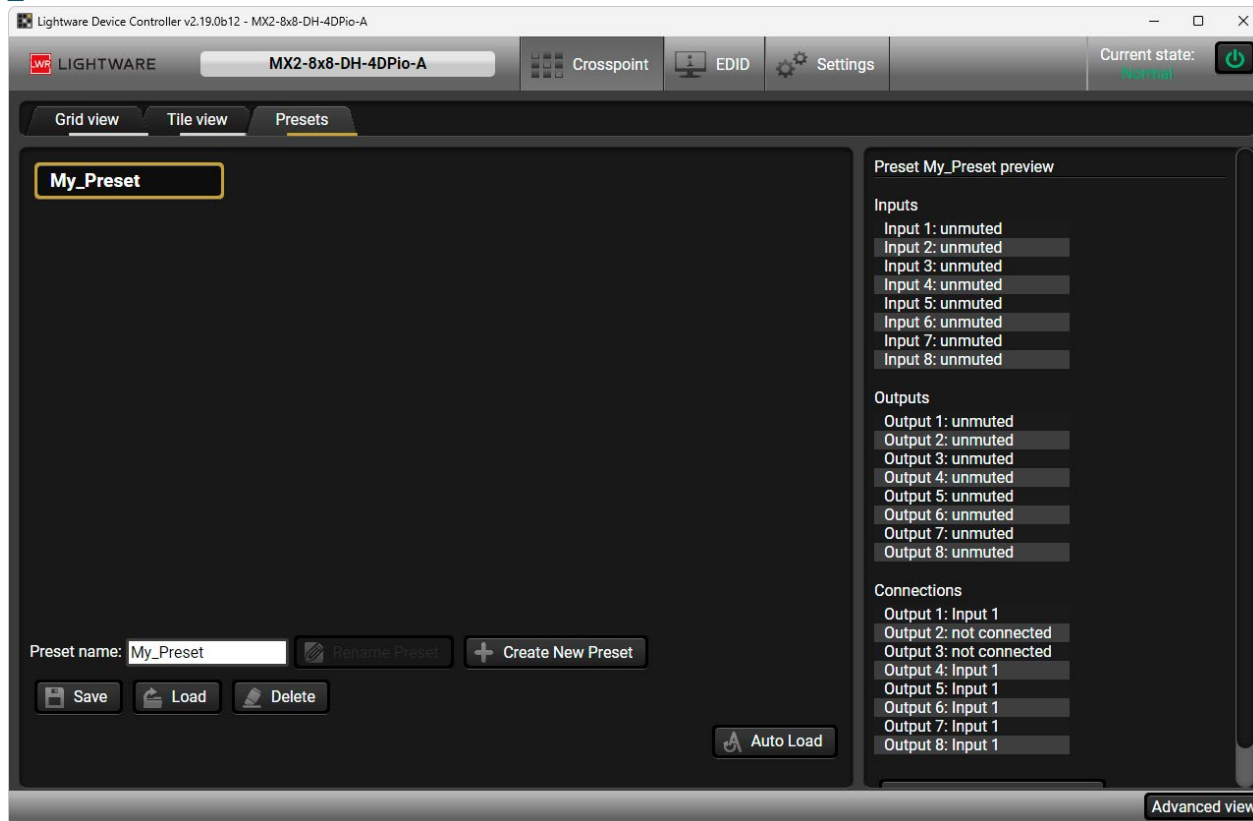 Lightware Device Controller v2.19.0b12 - MX2-8x8-DH-4DPio-A
LWR LIGHTWARE
MX2-8x8-DH-4DPio-A
Crosspoint
EDID
Settings
Current state:
Normal
Grid view
Tile view
Presets
My_Preset
Preset name: My_Preset
Rename Preset
Create New Preset
Save
Load
Delete
Auto Load
Preset My_Preset preview
Inputs
Input 1: unmuted
Input 2: unmuted
Input 3: unmuted
Input 4: unmuted
Input 5: unmuted
Input 6: unmuted
Input 7: unmuted
Input 8: unmuted
Outputs
Output 1: unmuted
Output 2: unmuted
Output 3: unmuted
Output 4: unmuted
Output 5: unmuted
Output 6: unmuted
Output 7: unmuted
Output 8: unmuted
Connections
Output 1: Input 1
Output 2: not connected
Output 3: not connected
Output 4: Input 1
Output 5: Input 1
Output 6: Input 1
Output 7: Input 1
Output 8: Input 1
Advanced view